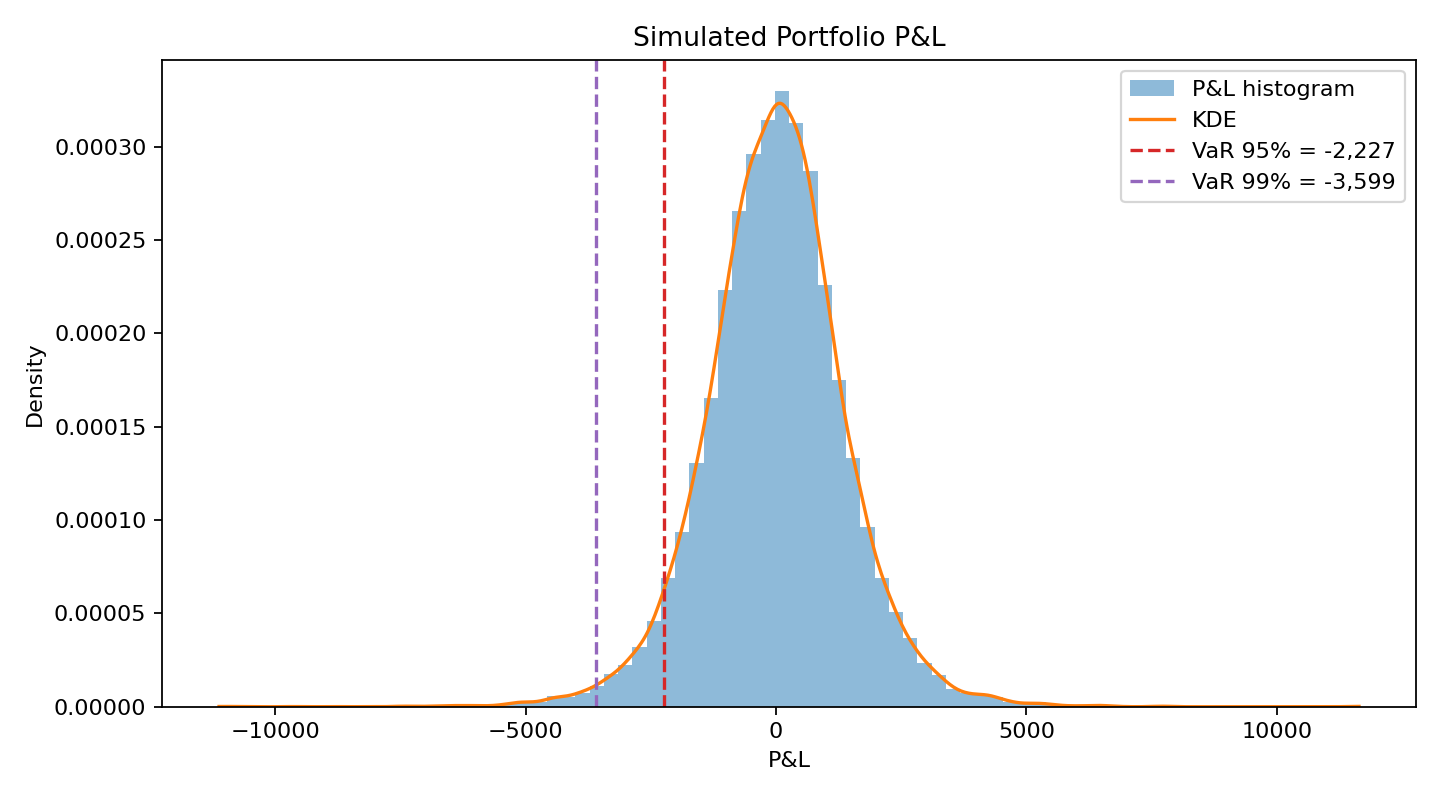 Simulated Portfolio P&L
P&L histogram
KDE
VaR 95% = -2,227
VaR 99% = -3,599
0.00030
0.00025
0.00020
0.00015
0.00010
0.00005
0.00000
Density
−10000
−5000
0
5000
10000
P&L